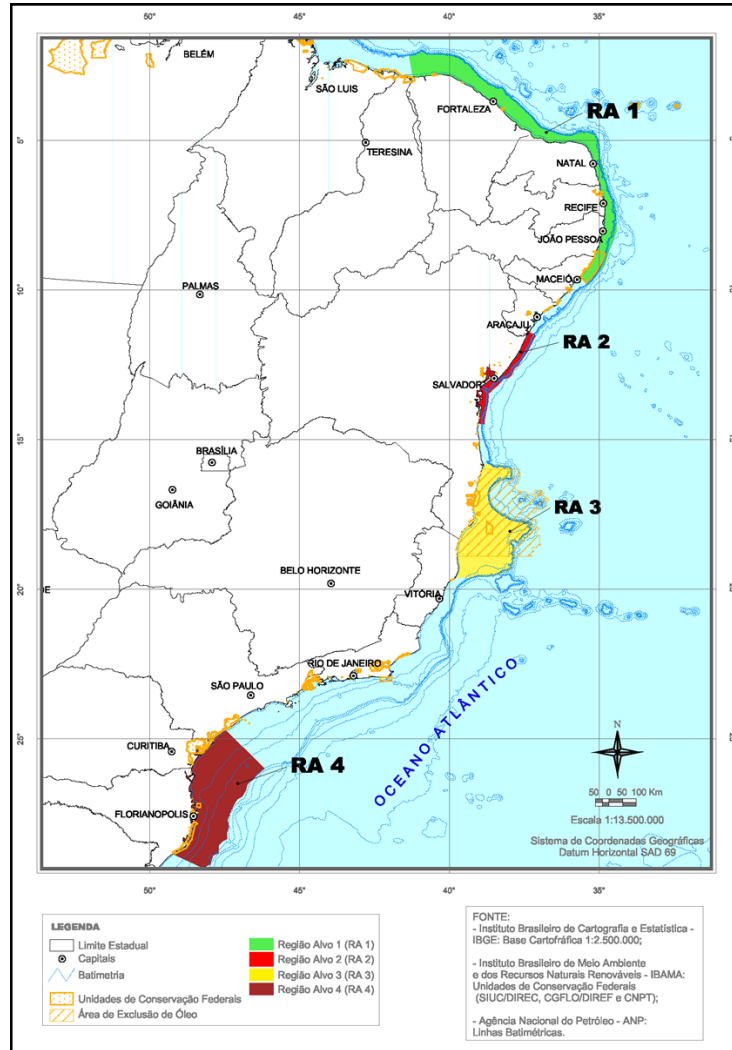 50°
45°
40°
35°
BELÉM
SÃO LUIS
FORTALEZA
RA 1
5°
TERESINA
NATAL
RECIFE
JOÃO PESSOA
MACEIÓ
PALMAS
10°
ARACAJU
RA 2
SALVADOR
BRASÍLIA
15°
GOIÂNIA
RA 3
BELO HORIZONTE
VITÓRIA
20°
RIO DE JANEIRO
SÃO PAULO
OCEANO ATLÂNTICO
N
CURITIBA
RA 4
50 0 50 100 Km
FLORIANOPOLIS
Escala 1:13.500.000
Sistema de Coordenadas Geográficas
Datum Horizontal SAD 69
50°
45°
40°
35°
LEGENDA
Limite Estadual
Capitais
Batimetria
Unidades de Conservação Federais
Área de Exclusão de Óleo
Região Alvo 1 (RA 1)
Região Alvo 2 (RA 2)
Região Alvo 3 (RA 3)
Região Alvo 4 (RA 4)
FONTE:
- Instituto Brasileiro de Cartografia e Estatística -
IBGE: Base Cartofráfica 1:2.500.000;
- Instituto Brasileiro de Meio Ambiente
e dos Recursos Naturais Renováveis - IBAMA:
Unidades de Conservação Federais
(SIUC/DIREC, CGFLO/DIREF e CNPT);
- Agência Nacional do Petróleo - ANP:
Linhas Batimétricas.